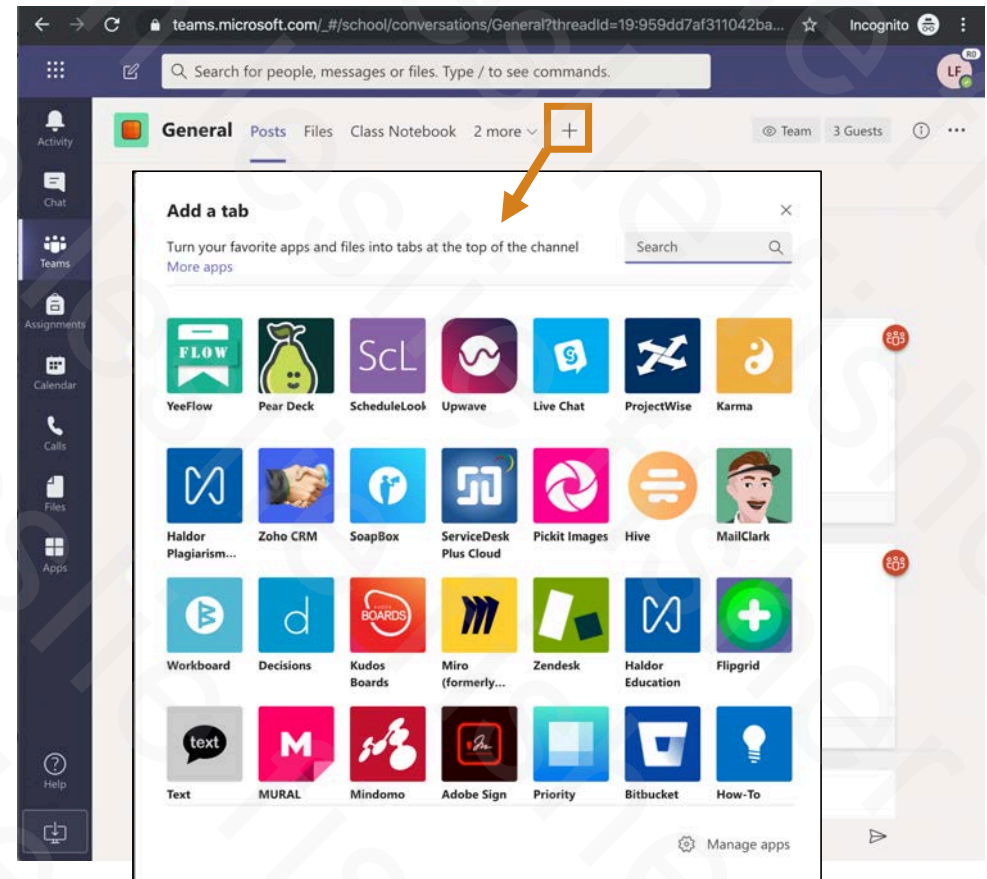 teams.microsoft.com/_#/school/conversations/General?threadId=19:959dd7af311042ba... Incognito
Search for people, messages or files. Type / to see commands.
RO
LF
Activity
Chat
Teams
Assignments
Calendar
Calls
Files
Apps
Help
General Posts Files Class Notebook 2 more Team 3 Guests
Add a tab
Turn your favorite apps and files into tabs at the top of the channel
More apps
Search
FLOW ScL
YeeFlow Pear Deck ScheduleLook Upwave Live Chat ProjectWise Karma
Haldor Zoho CRM SoapBox ServiceDesk Pickit Images Hive MailClark
Plagiarism... Plus Cloud
d BOARDS
Workboard Decisions Kudos Miro Zendesk Haldor Flipgrid
Boards (formerly... Education
text M
Text MURAL Mindomo Adobe Sign Priority Bitbucket How-To
Manage apps